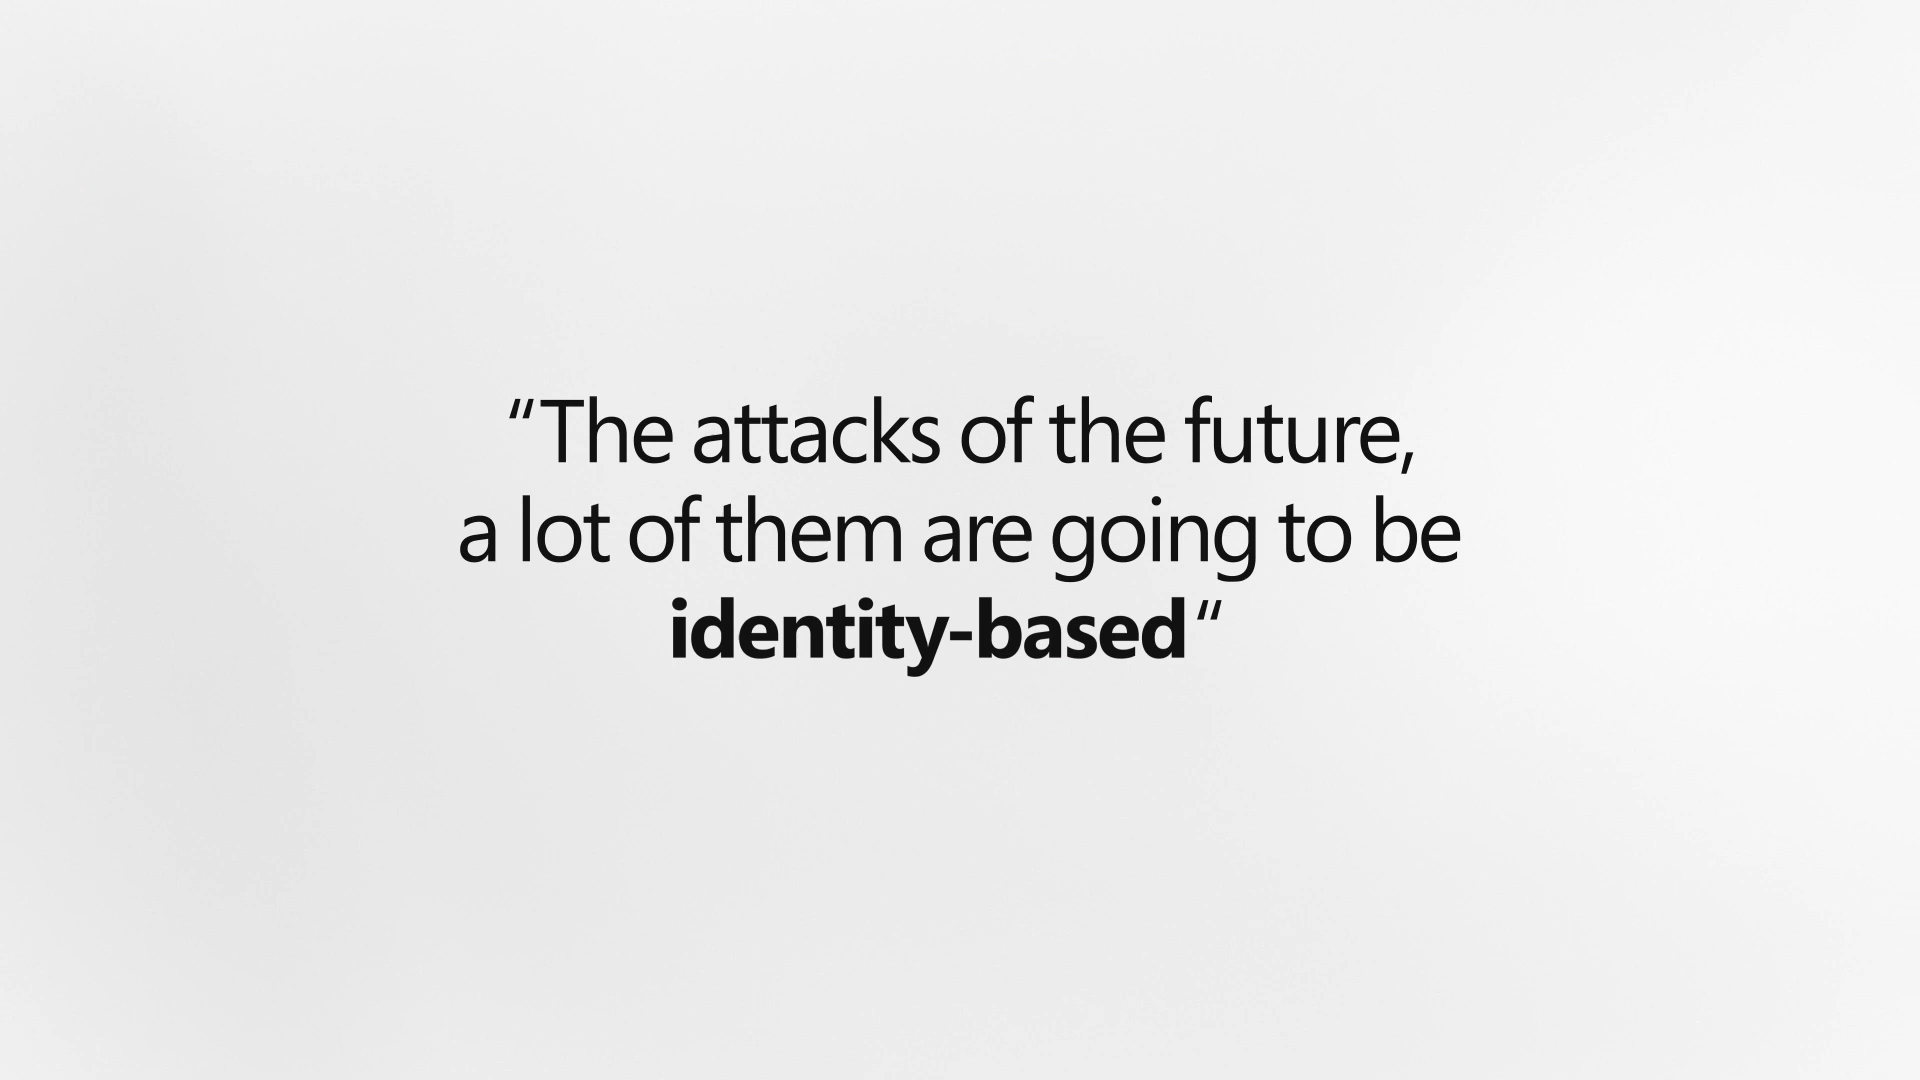 “The attacks of the future,
a lot of them are going to be
identity-based“